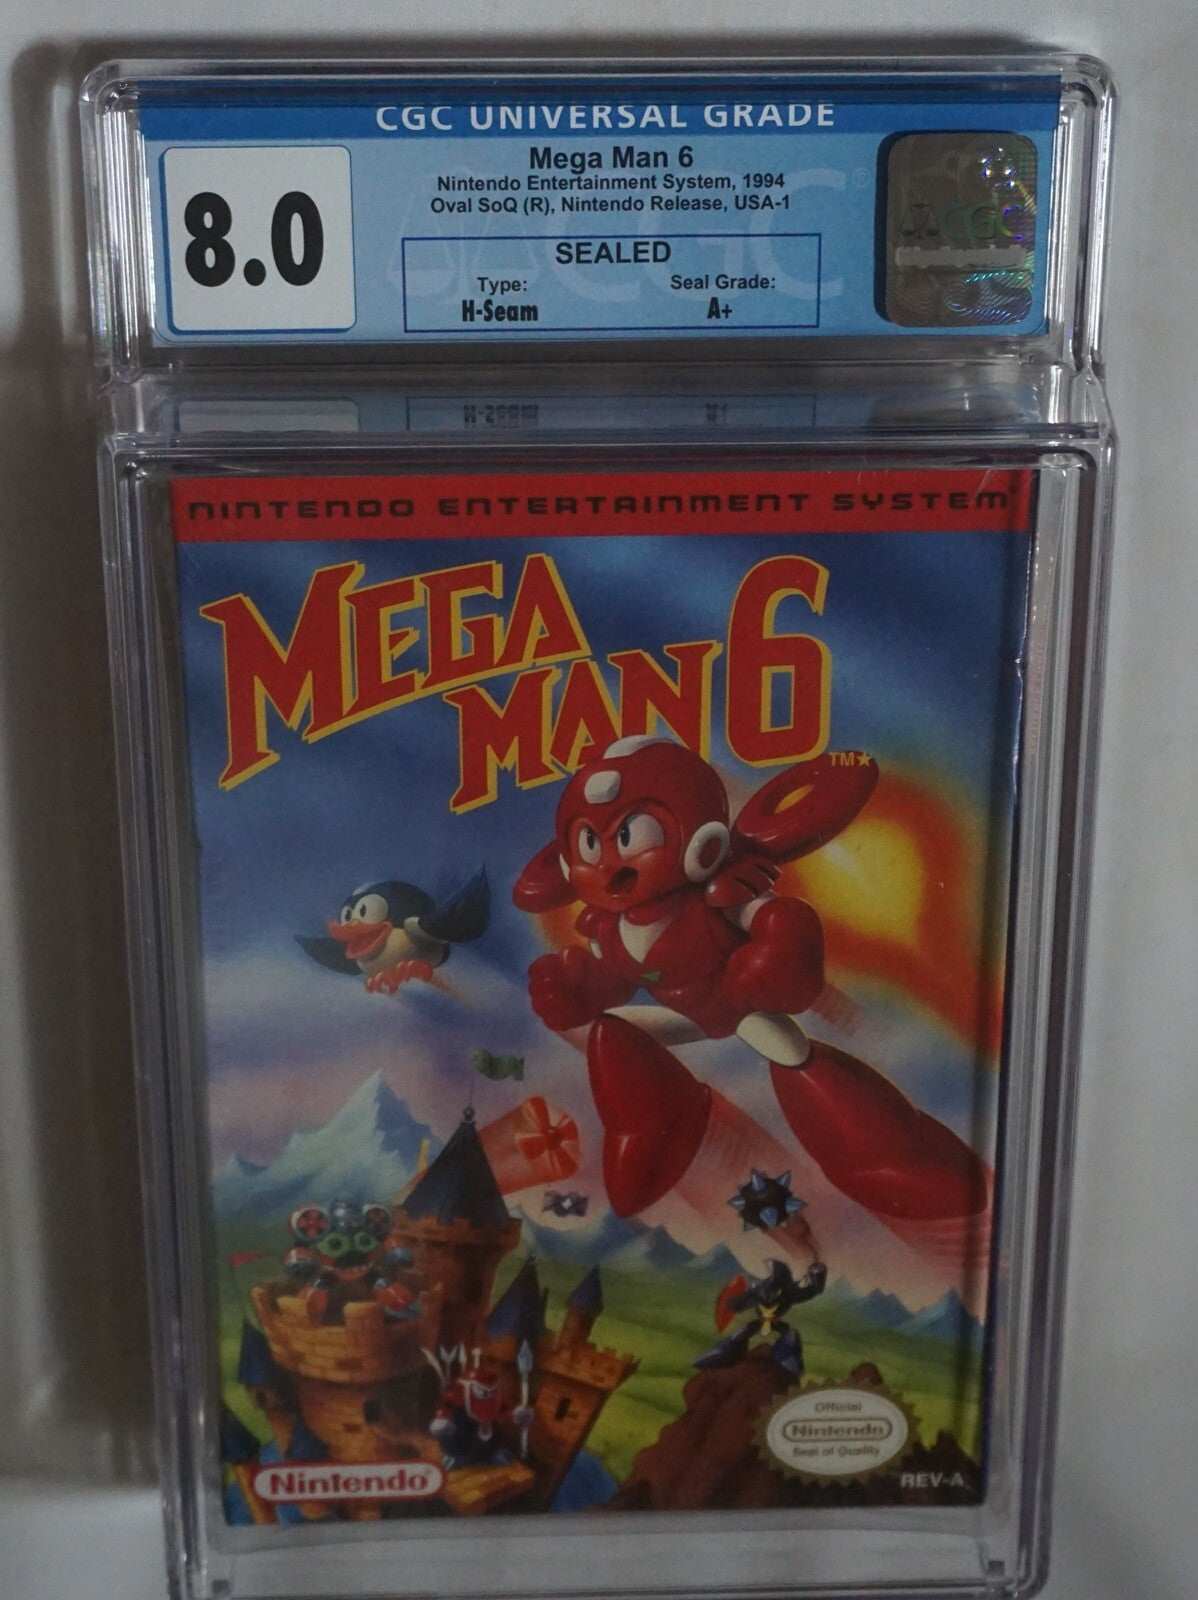 CGC UNIVERSAL GRADE
8.0
Mega Man 6
Nintendo Entertainment System, 1994
Oval SoQ (R), Nintendo Release, USA-1
SEALED
Type: Seal Grade:
H-Seam A+
CGC
NINTENDO ENTERTAINMENT SYSTEM
MEGA
MAN 6
TM
Official
Nintendo
Seal of Quality
Nintendo®
REV-A